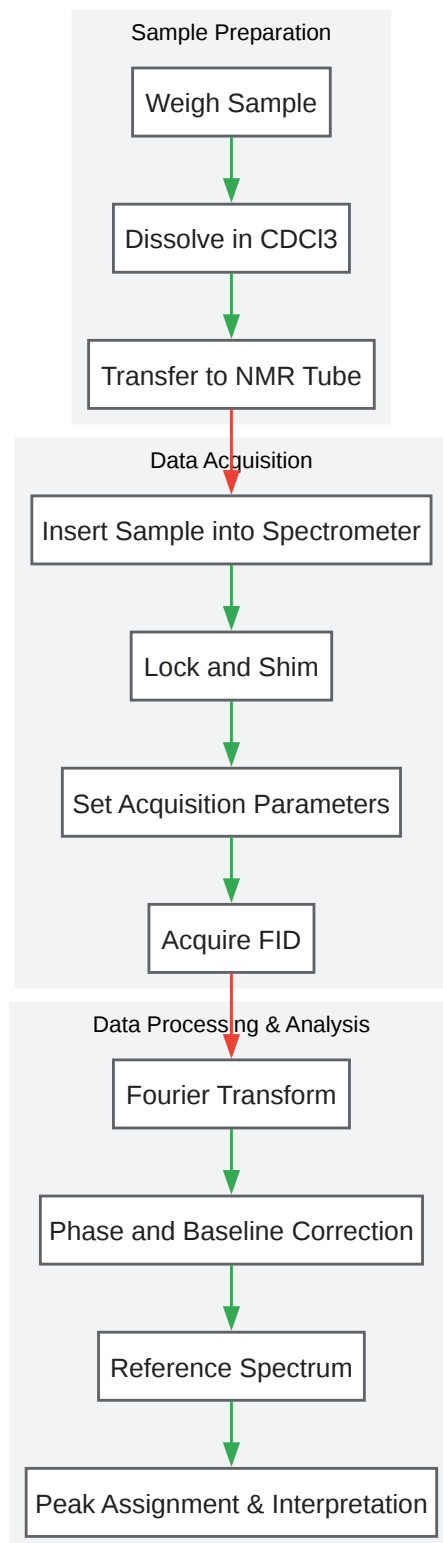 Sample Preparation
Weigh Sample
Dissolve in CDCl3
Transfer to NMR Tube
Data Acquisition
Insert Sample into Spectrometer
Lock and Shim
Set Acquisition Parameters
Acquire FID
Data Processing & Analysis
Fourier Transform
Phase and Baseline Correction
Reference Spectrum
Peak Assignment & Interpretation